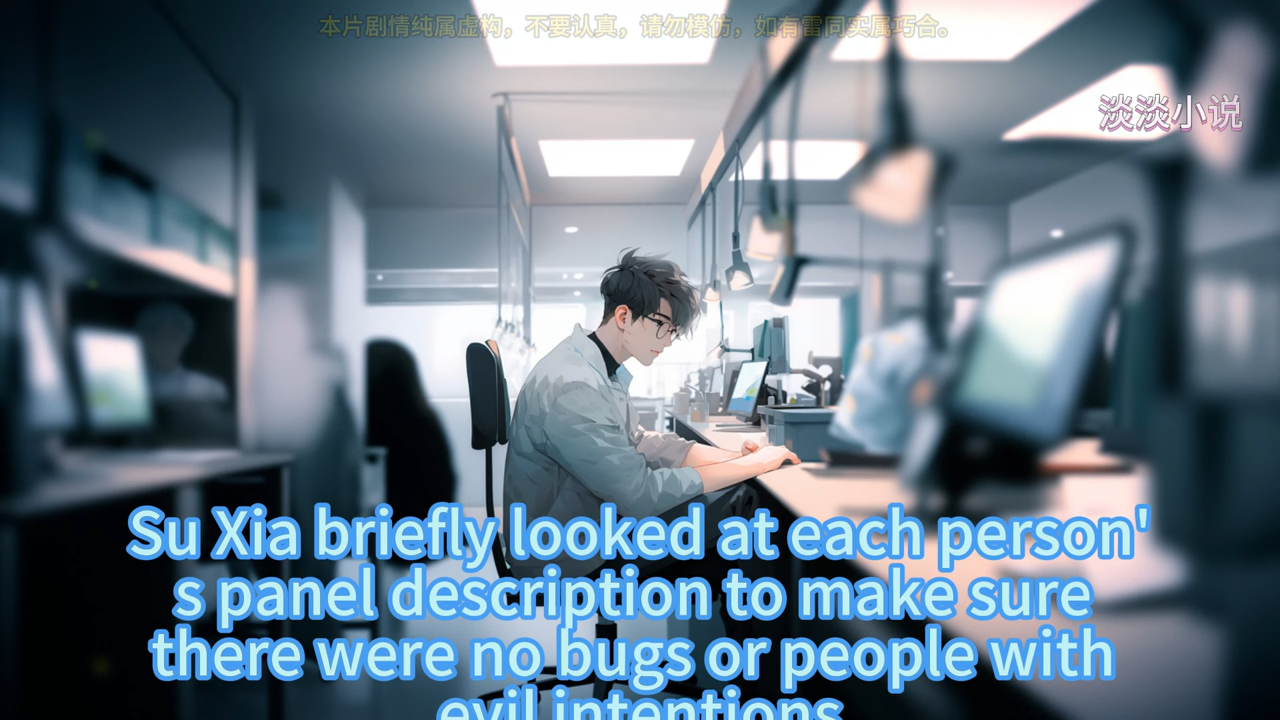 本片剧情纯属虚构，不要认真，请勿模仿，如有雷同实属巧合。
淡淡小说
Su Xia briefly looked at each person'
s panel description to make sure
there were no bugs or people with
evil intentions